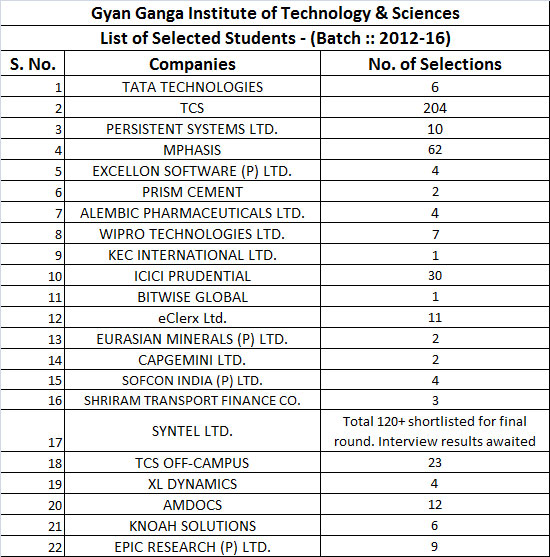 Gyan Ganga Institute of Technology & Sciences
List of Selected Students - (Batch :: 2012-16)
S. No. Companies No. of Selections
1 TATA TECHNOLOGIES 6
2 TCS 204
3 PERSISTENT SYSTEMS LTD. 10
4 MPHASIS 62
5 EXCELLON SOFTWARE (P) LTD. 4
6 PRISM CEMENT 2
7 ALEMBIC PHARMACEUTICALS LTD. 4
8 WIPRO TECHNOLOGIES LTD. 7
9 KEC INTERNATIONAL LTD. 1
10 ICICI PRUDENTIAL 30
11 BITWISE GLOBAL 1
12 eClerx Ltd. 11
13 EURASIAN MINERALS (P) LTD. 2
14 CAPGEMINI LTD. 2
15 SOFCON INDIA (P) LTD. 4
16 SHRIRAM TRANSPORT FINANCE CO. 3
17 SYNTEL LTD. Total 120+ shortlisted for final
round. Interview results awaited
18 TCS OFF-CAMPUS 23
19 XL DYNAMICS 4
20 AMDOCS 12
21 KNOAH SOLUTIONS 6
22 EPIC RESEARCH (P) LTD. 9